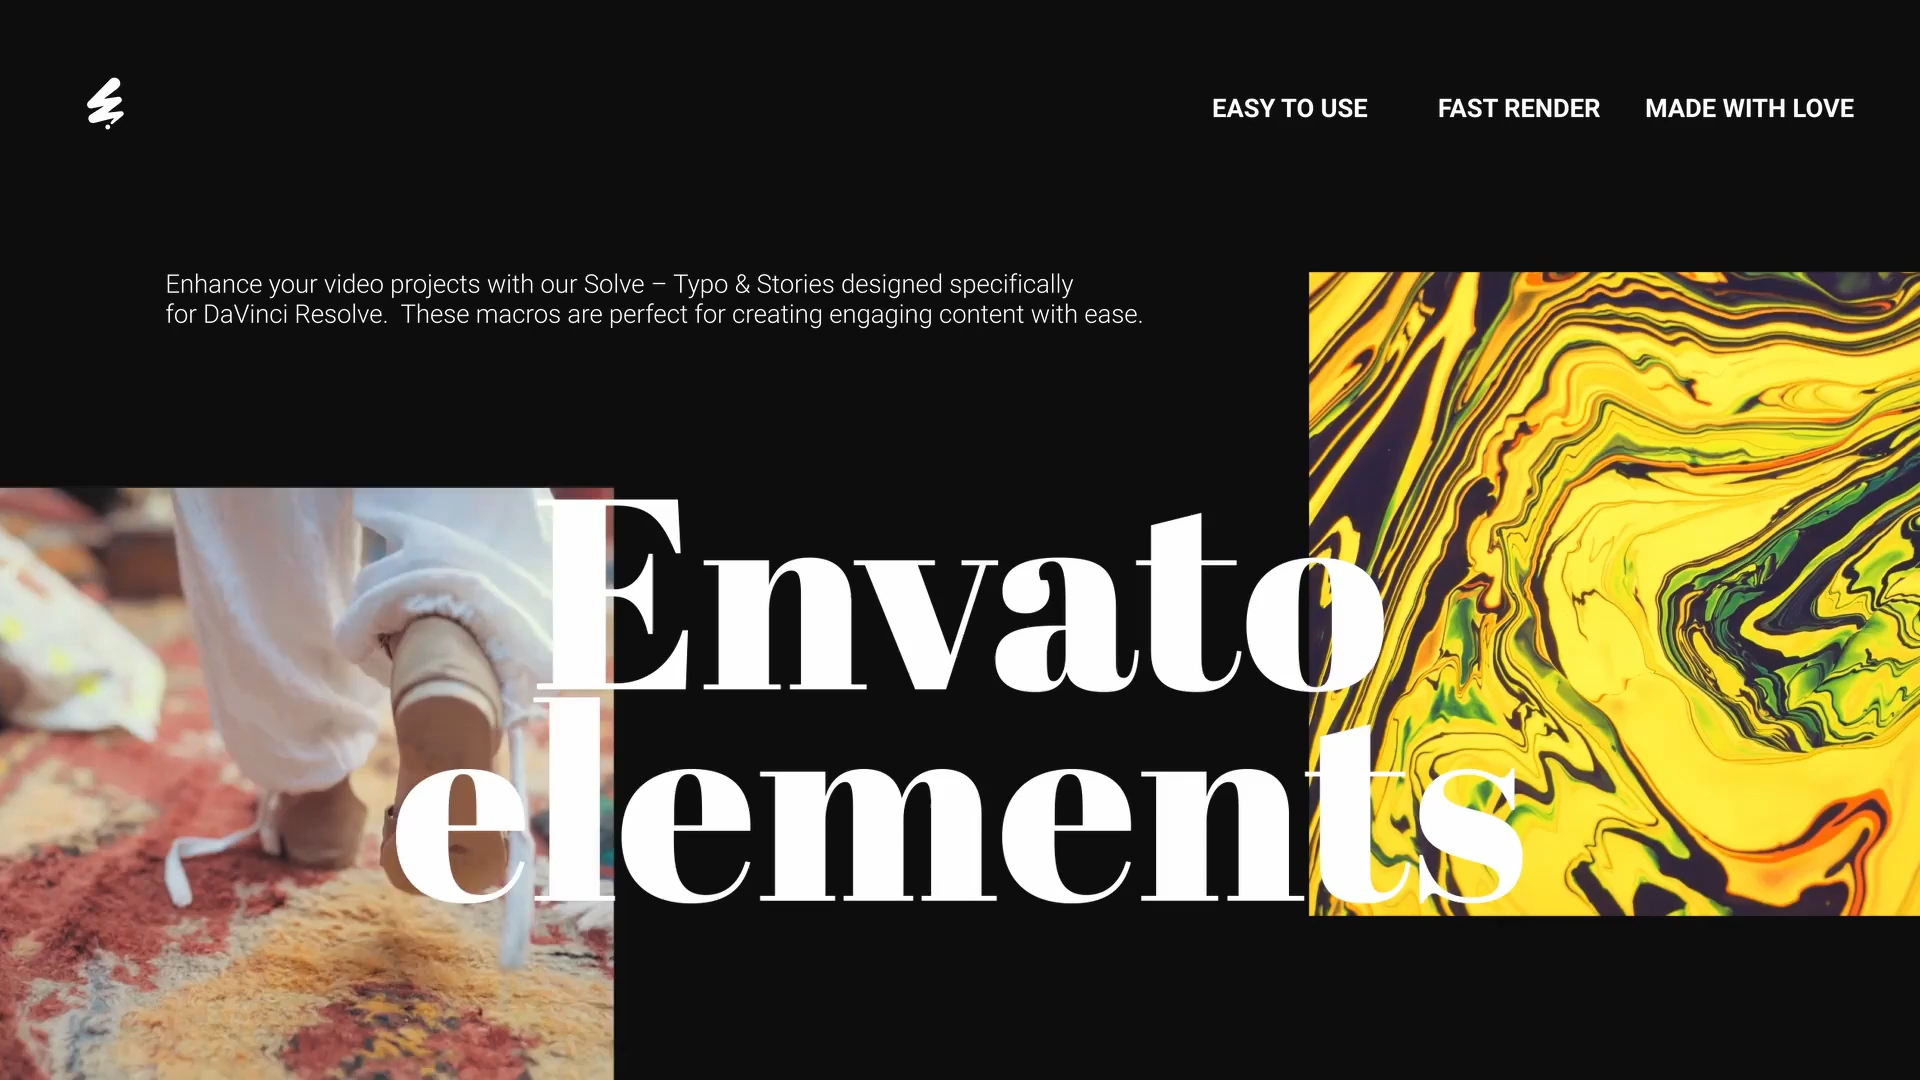 EASY TO USE
FAST RENDER
MADE WITH LOVE
Enhance your video projects with our Solve – Typo & Stories designed specifically
for DaVinci Resolve.  These macros are perfect for creating engaging content with ease.
Envato
elements